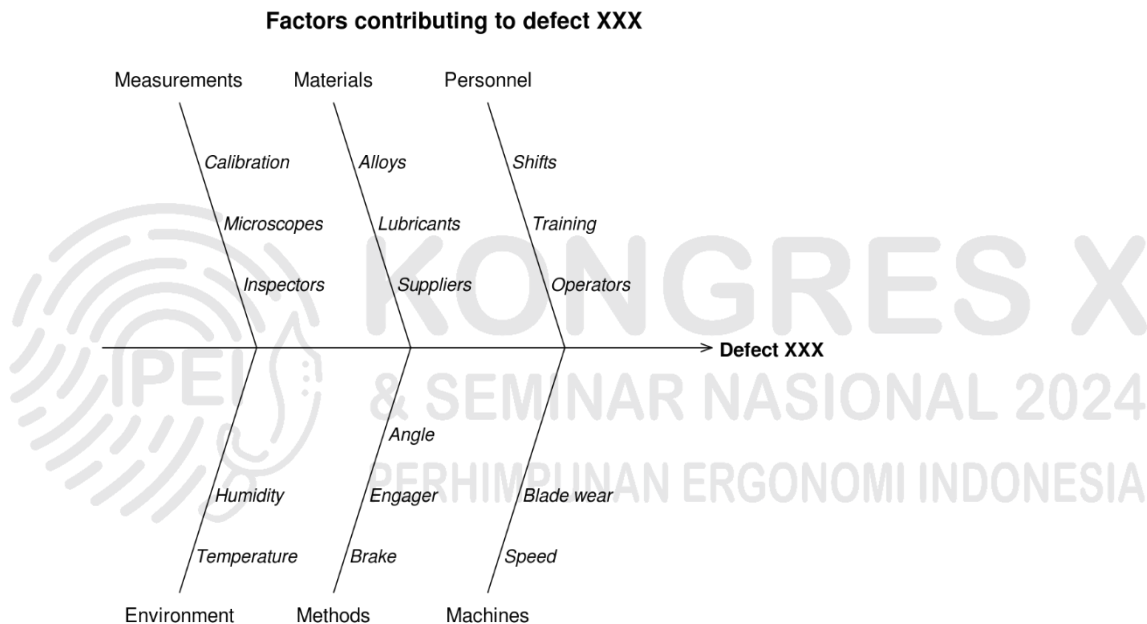 Factors contributing to defect XXX
Measurements
Materials
Personnel
Calibration
Alloys
Shifts
Microscopes
Lubricants
Training
Inspectors
Suppliers
Operators
KONGRES X
Defect XXX
IPEI
& SEMINAR NASIONAL 2024
Angle
PERHIMPUNAN ERGONOMI INDONESIA
Humidity
Engager
Blade wear
Temperature
Brake
Speed
Environment
Methods
Machines